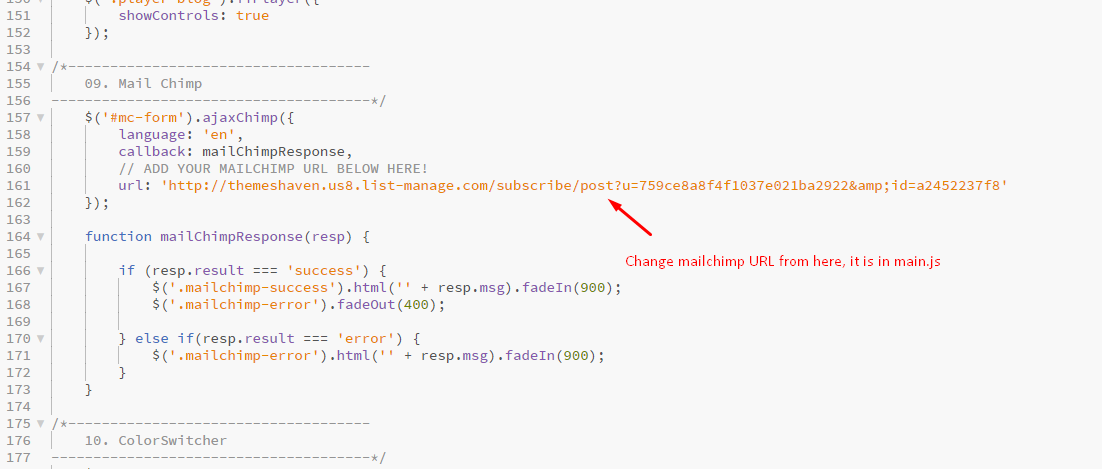 150 $('.player-blog').rrPlayer({
151 showControls: true
152 });
153
154 /*------------------------------------
155 09. Mail Chimp
156 --------------------------------------*/
157 $('#mc-form').ajaxChimp({
158 language: 'en',
159 callback: mailChimpResponse,
160 // ADD YOUR MAILCHIMP URL BELOW HERE!
161 url: 'http://themeshaven.us8.list-manage.com/subscribe/post?u=759ce8a8f4f1037e021ba2922&amp;id=a2452237f8'
162 });
163
164 function mailChimpResponse(resp) {
165
Change mailchimp URL from here, it is in main.js
166 if (resp.result === 'success') {
167 $('.mailchimp-success').html('' + resp.msg).fadeIn(900);
168 $('.mailchimp-error').fadeOut(400);
169
170 } else if(resp.result === 'error') {
171 $('.mailchimp-error').html('' + resp.msg).fadeIn(900);
172 }
173 }
174
175 /*------------------------------------
176 10. ColorSwitcher
177 --------------------------------------*/